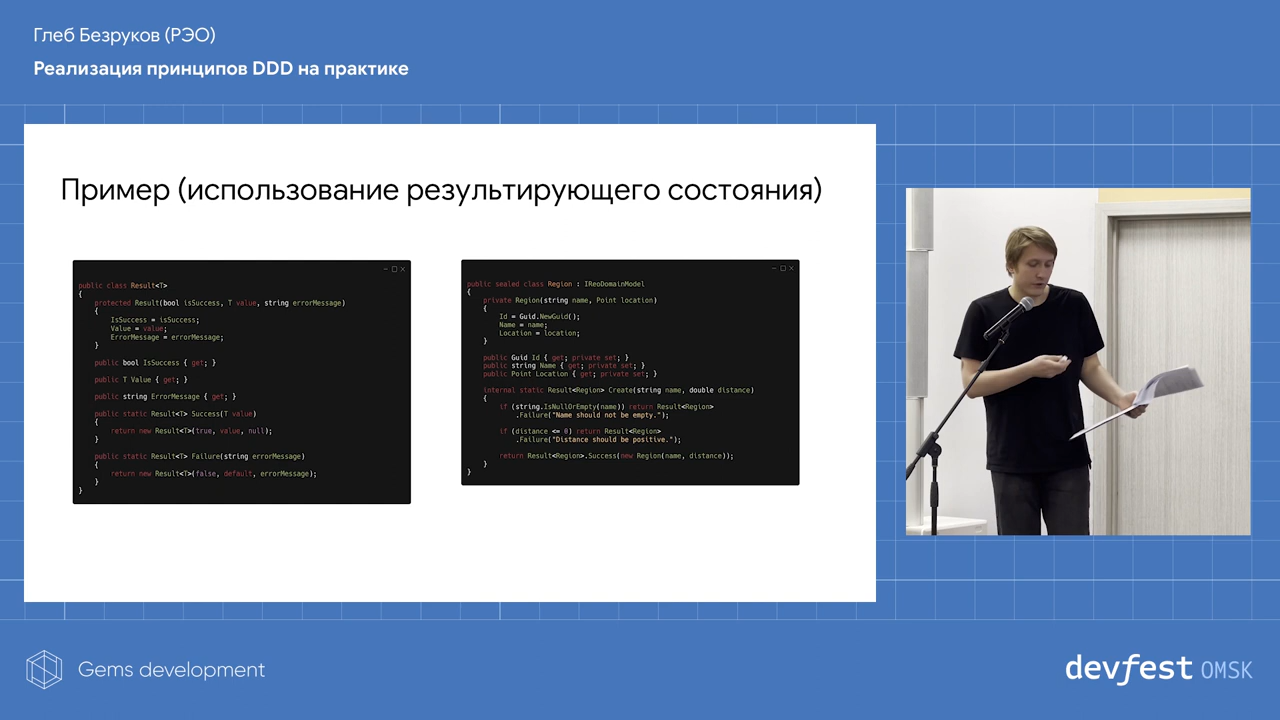 Глеб Безруков (РЭО)
Реализация принципов DDD на практике
Пример (использование результирующего состояния)
public class Result<T>
{
protected Result(bool isSuccess, T value, string errorMessage)
{
IsSuccess = isSuccess;
Value = value;
ErrorMessage = errorMessage;
}
public bool IsSuccess { get; }
public T Value { get; }
public string ErrorMessage { get; }
public static Result<T> Success(T value)
{
return new Result<T>(true, value, null);
}
public static Result<T> Failure(string errorMessage)
{
return new Result<T>(false, default, errorMessage);
}
}
public sealed class Region : IReoDomainModel
{
private Region(string name, Point location)
{
Id = Guid.NewGuid();
Name = name;
Location = location;
}
public Guid Id { get; private set; }
public string Name { get; private set; }
public Point Location { get; private set; }
internal static Result<Region> Create(string name, double distance)
{
if (string.IsNullOrEmpty(name)) return Result<Region>
.Failure("Name should not be empty.");
if (distance <= 0) return Result<Region>
.Failure("Distance should be positive.");
return Result<Region>.Success(new Region(name, distance));
}
}
Gems development
devfest OMSK